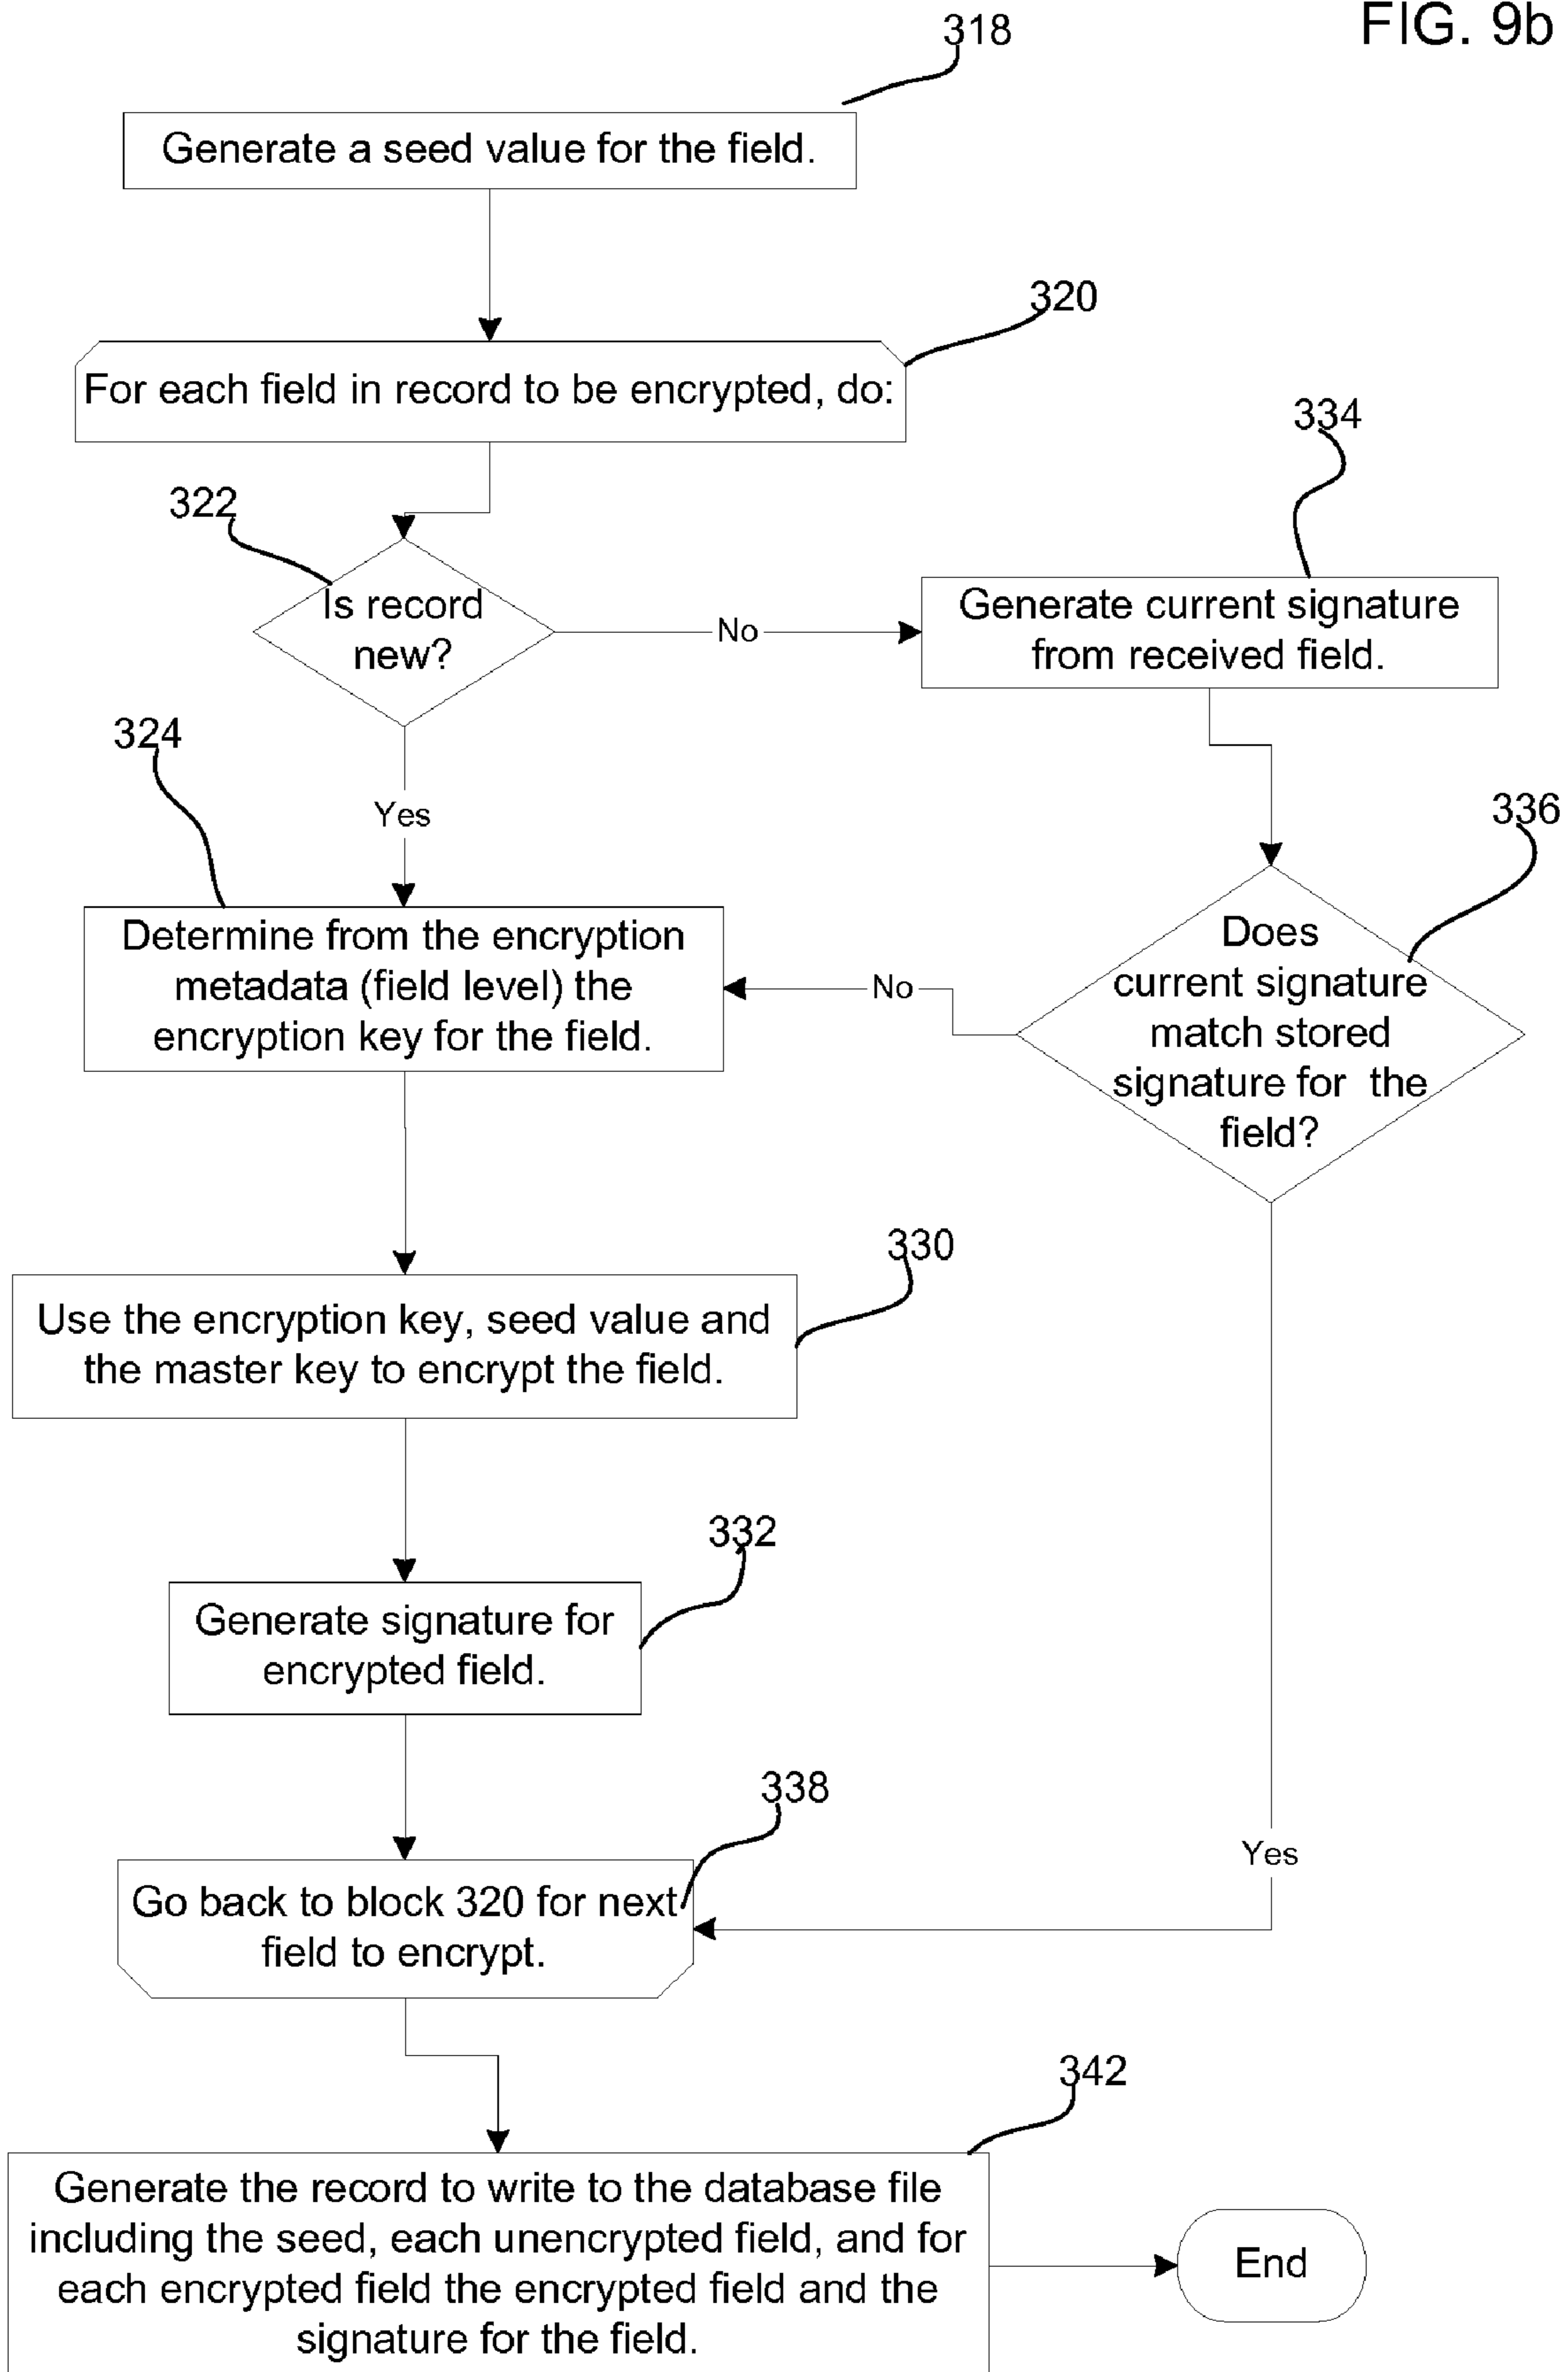 FIG. 9b
318
Generate a seed value for the field.
320
For each field in record to be encrypted, do:
334
322
Is record
new?
No
Generate current signature
from received field.
324
Yes
336
Determine from the encryption
metadata (field level) the
encryption key for the field.
No
Does
current signature
match stored
signature for the
field?
330
Use the encryption key, seed value and
the master key to encrypt the field.
332
Generate signature for
encrypted field.
338
Yes
Go back to block 320 for next
field to encrypt.
342
Generate the record to write to the database file
including the seed, each unencrypted field, and for
each encrypted field the encrypted field and the
signature for the field.
End